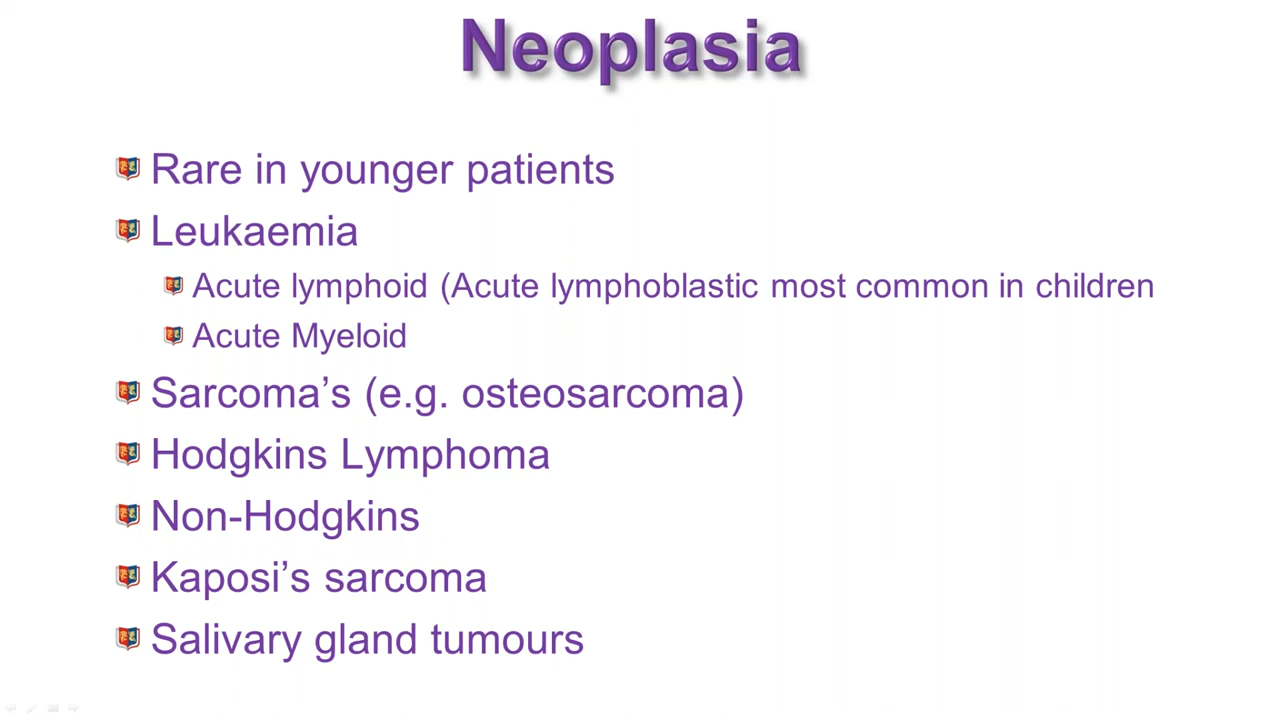 Neoplasia
Rare in younger patients
Leukaemia
Acute lymphoid (Acute lymphoblastic most common in children
Acute Myeloid
Sarcoma’s (e.g. osteosarcoma)
Hodgkins Lymphoma
Non-Hodgkins
Kaposi’s sarcoma
Salivary gland tumours